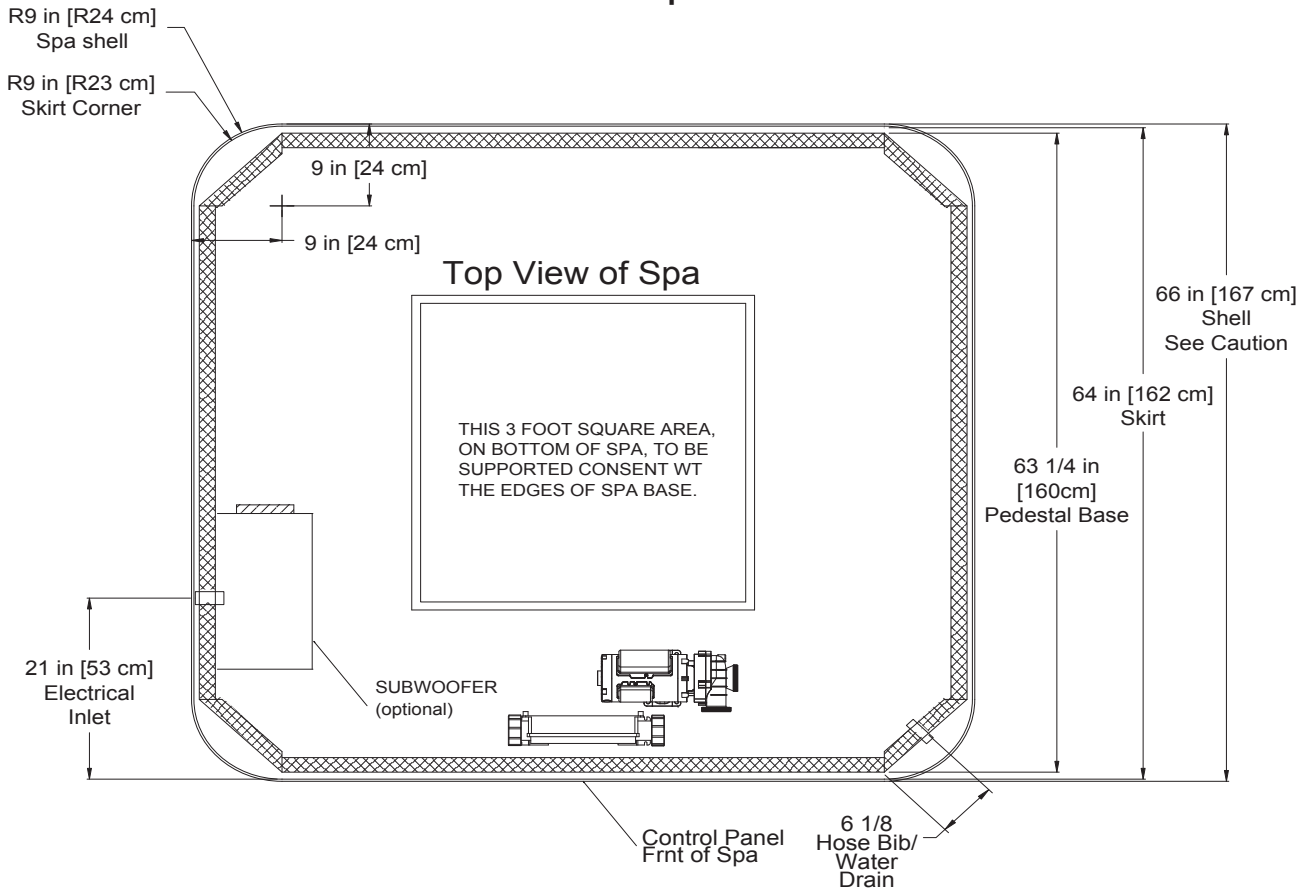 R9 in [R24 cm]
Spa shell
R9 in [R23 cm]
Skirt Corner
9 in [24 cm]
9 in [24 cm]
Top View of Spa
THIS 3 FOOT SQUARE AREA,
ON BOTTOM OF SPA, TO BE
SUPPORTED CONSENT WT
THE EDGES OF SPA BASE.
66 in [167 cm]
Shell
See Caution
64 in [162 cm]
Skirt
63 1/4 in
[160cm]
Pedestal Base
21 in [53 cm]
Electrical
Inlet
SUBWOOFER
(optional)
Control Panel
Frnt of Spa
6 1/8
Hose Bib/
Water
Drain